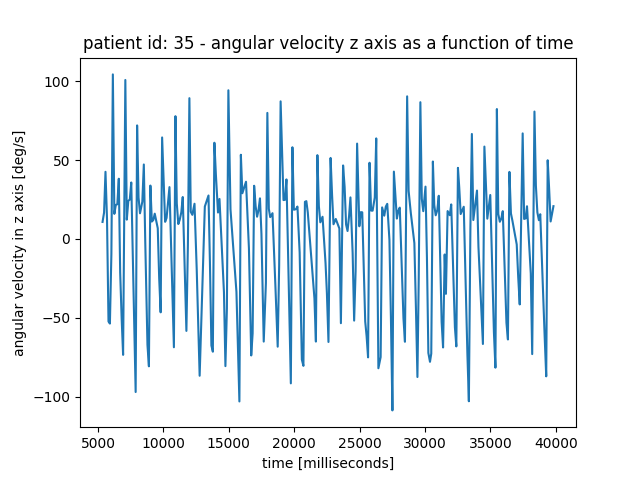 patient id: 35 - angular velocity z axis as a function of time
angular velocity in z axis [deg/s]
100
50
0
−50
−100
5000 10000 15000 20000 25000 30000 35000 40000
time [milliseconds]